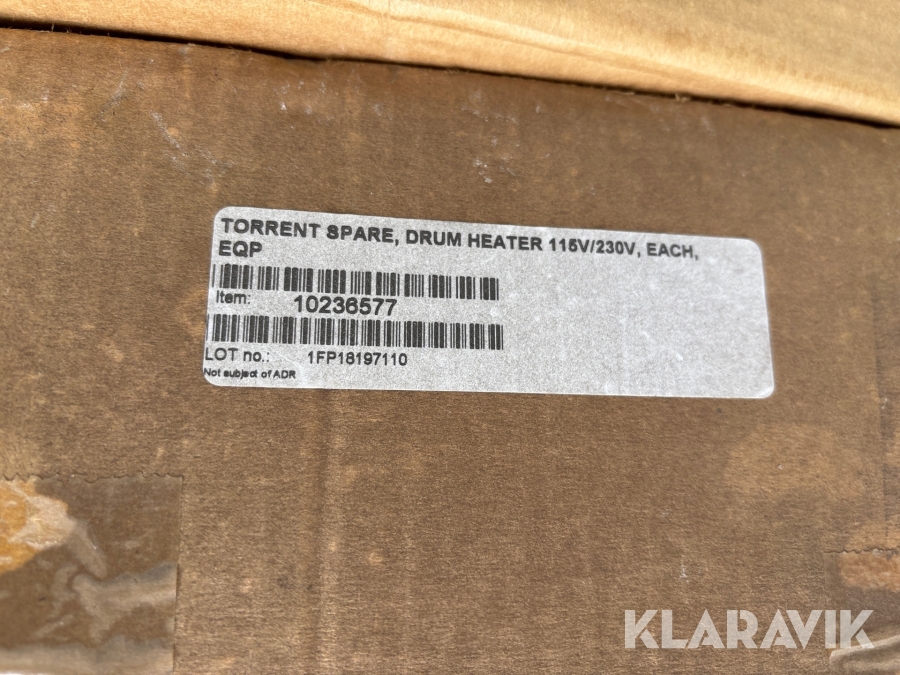 TORRENT SPARE, DRUM HEATER 115V/230V, EACH,
EQP
Item: 10236577
LOT no.: 1FP18197110
Not subject of ADR
KLARAVIK